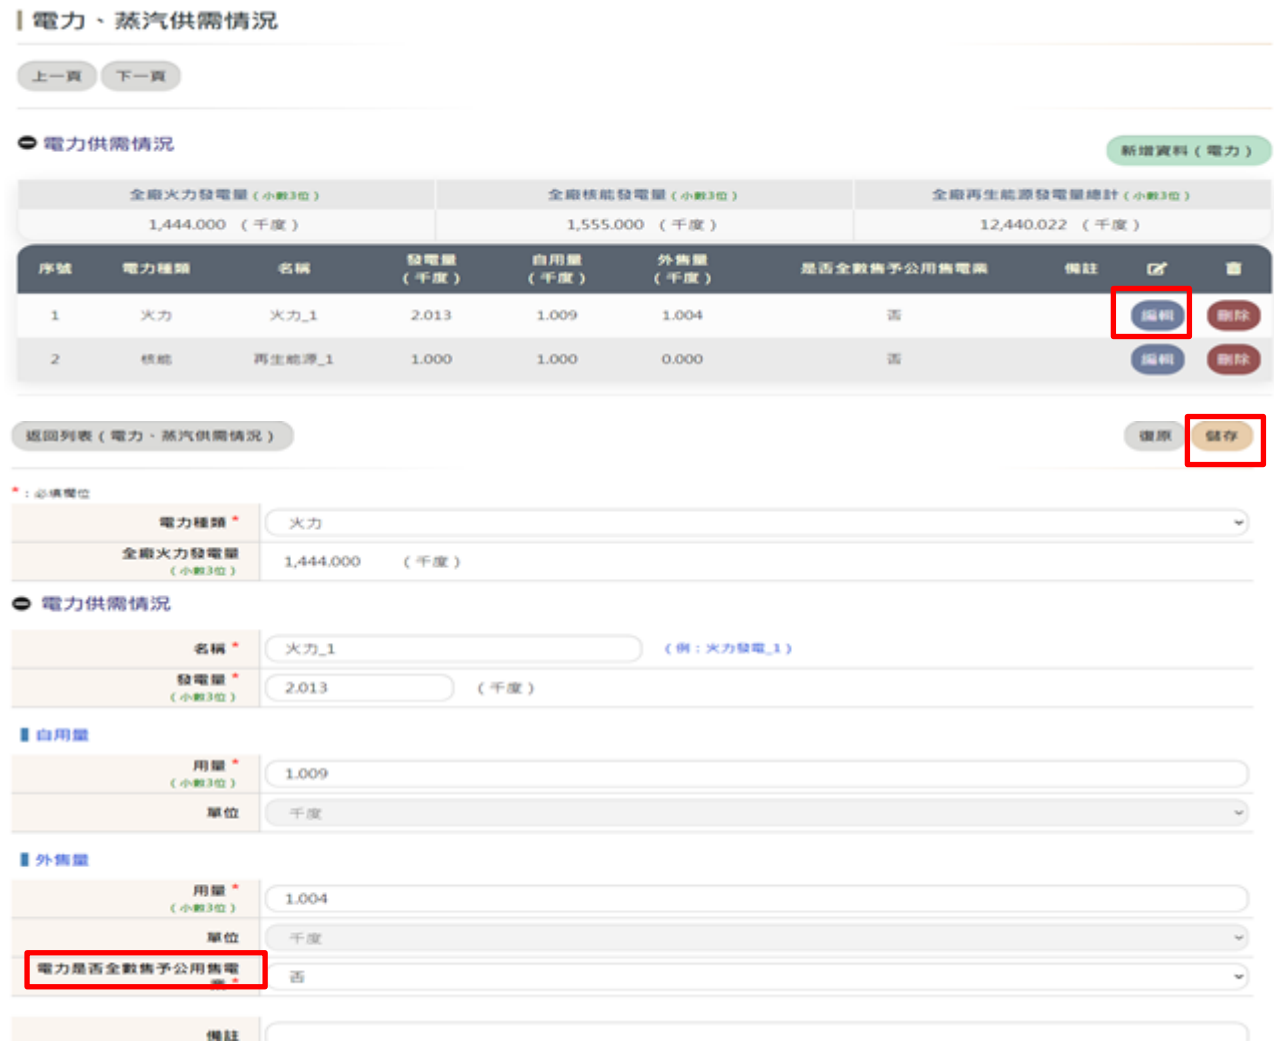 電力、蒸汽供需情況
上一頁 下一頁
電力供需情況
新增資料(電力)
全廠火力發電量(小數3位) 全廠核能發電量(小數3位) 全廠再生能源發電量總計(小數3位)
1,444.000 (千度) 1,555.000 (千度) 12,440.022 (千度)
序號 電力種類 名稱 發電量(千度) 自用量(千度) 外售量(千度) 是否全數售予公用售電業 備註
1 火力 火力_1 2.013 1.009 1.004 否 編輯 刪除
2 核能 再生能源_1 1.000 1.000 0.000 否 編輯 刪除
返回列表(電力、蒸汽供需情況) 復原 儲存
*:必填欄位
電力種類* 火力
全廠火力發電量 1,444.000 (千度)
(小數3位)
電力供需情況
名稱* 火力_1 (例:火力發電_1)
發電量* 2.013 (千度)
(小數3位)
自用量
用量* 1.009
(小數3位)
單位 千度
外售量
用量* 1.004
(小數3位)
單位 千度
電力是否全數售予公用售電 否
業*
備註